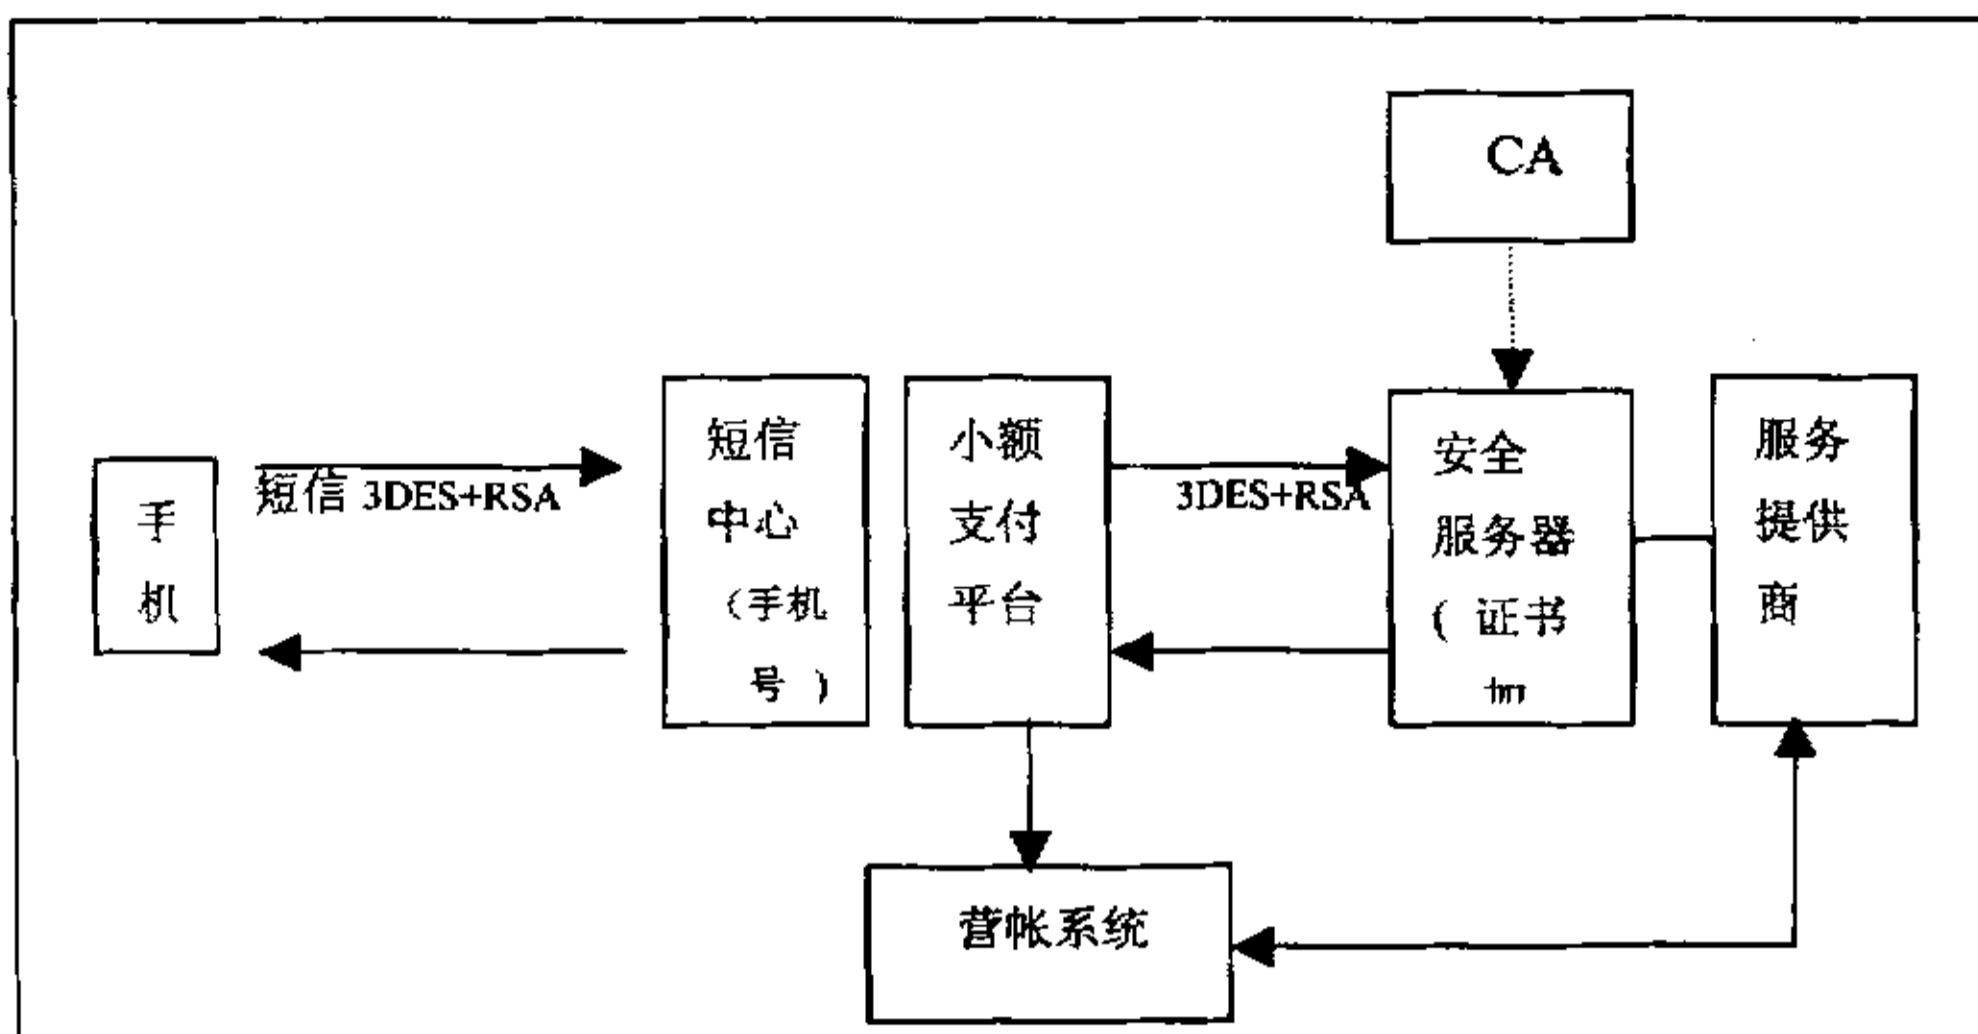 CA
手
机
短信 3DES+RSA
短信
中心
（手机
号 ）
小额
支付
平台
3DES+RSA
安全
服务器
( 证书
服务
提供
商
营帐系统